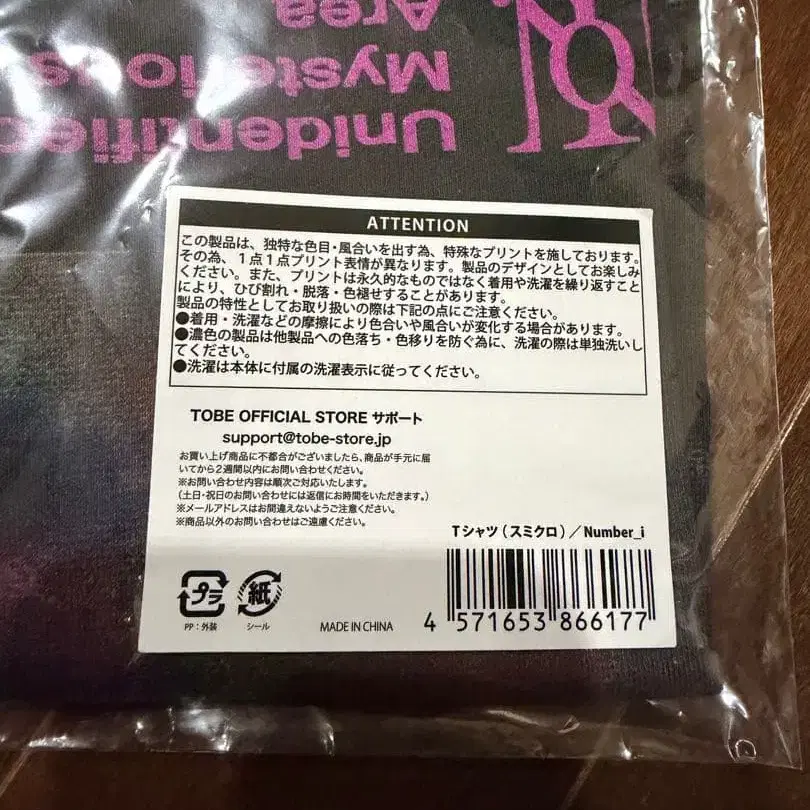 Unidentified
Mysterious
Area
ATTENTION
この製品は、独特な色目・風合いを出す為、特殊なプリントを施しております。
その為、1点1点プリント表情が異なります。製品のデザインとしてお楽しみ
ください。また、プリントは永久的なものではなく着用や洗濯を繰り返すこと
により、ひび割れ・脱落・色褪せすることがあります。
製品の特性としてお取り扱いの際は下記の点にご注意ください。
●着用・洗濯などの摩擦により色合いや風合いが変化する場合があります。
●濃色の製品は他製品への色落ち・色移りを防ぐ為に、洗濯の際は単独洗いし
てください。
●洗濯は本体に付属の洗濯表示に従ってください。
TOBE OFFICIAL STORE サポート
support@tobe-store.jp
お買い上げ商品に不都合がございましたら、商品が手元に届
いてから2週間以内にお問い合わせください。
※お問い合わせ内容は順次ご対応いたします。
(土日・祝日のお問い合わせには返信にお時間をいただきます。)
※メールアドレスはお間違えないようご注意ください。
※商品以外のお問い合わせはご遠慮ください。
Tシャツ(スミクロ)/Number_i
プラ
PP:外装
紙
シール
MADE IN CHINA
4 571653 866177